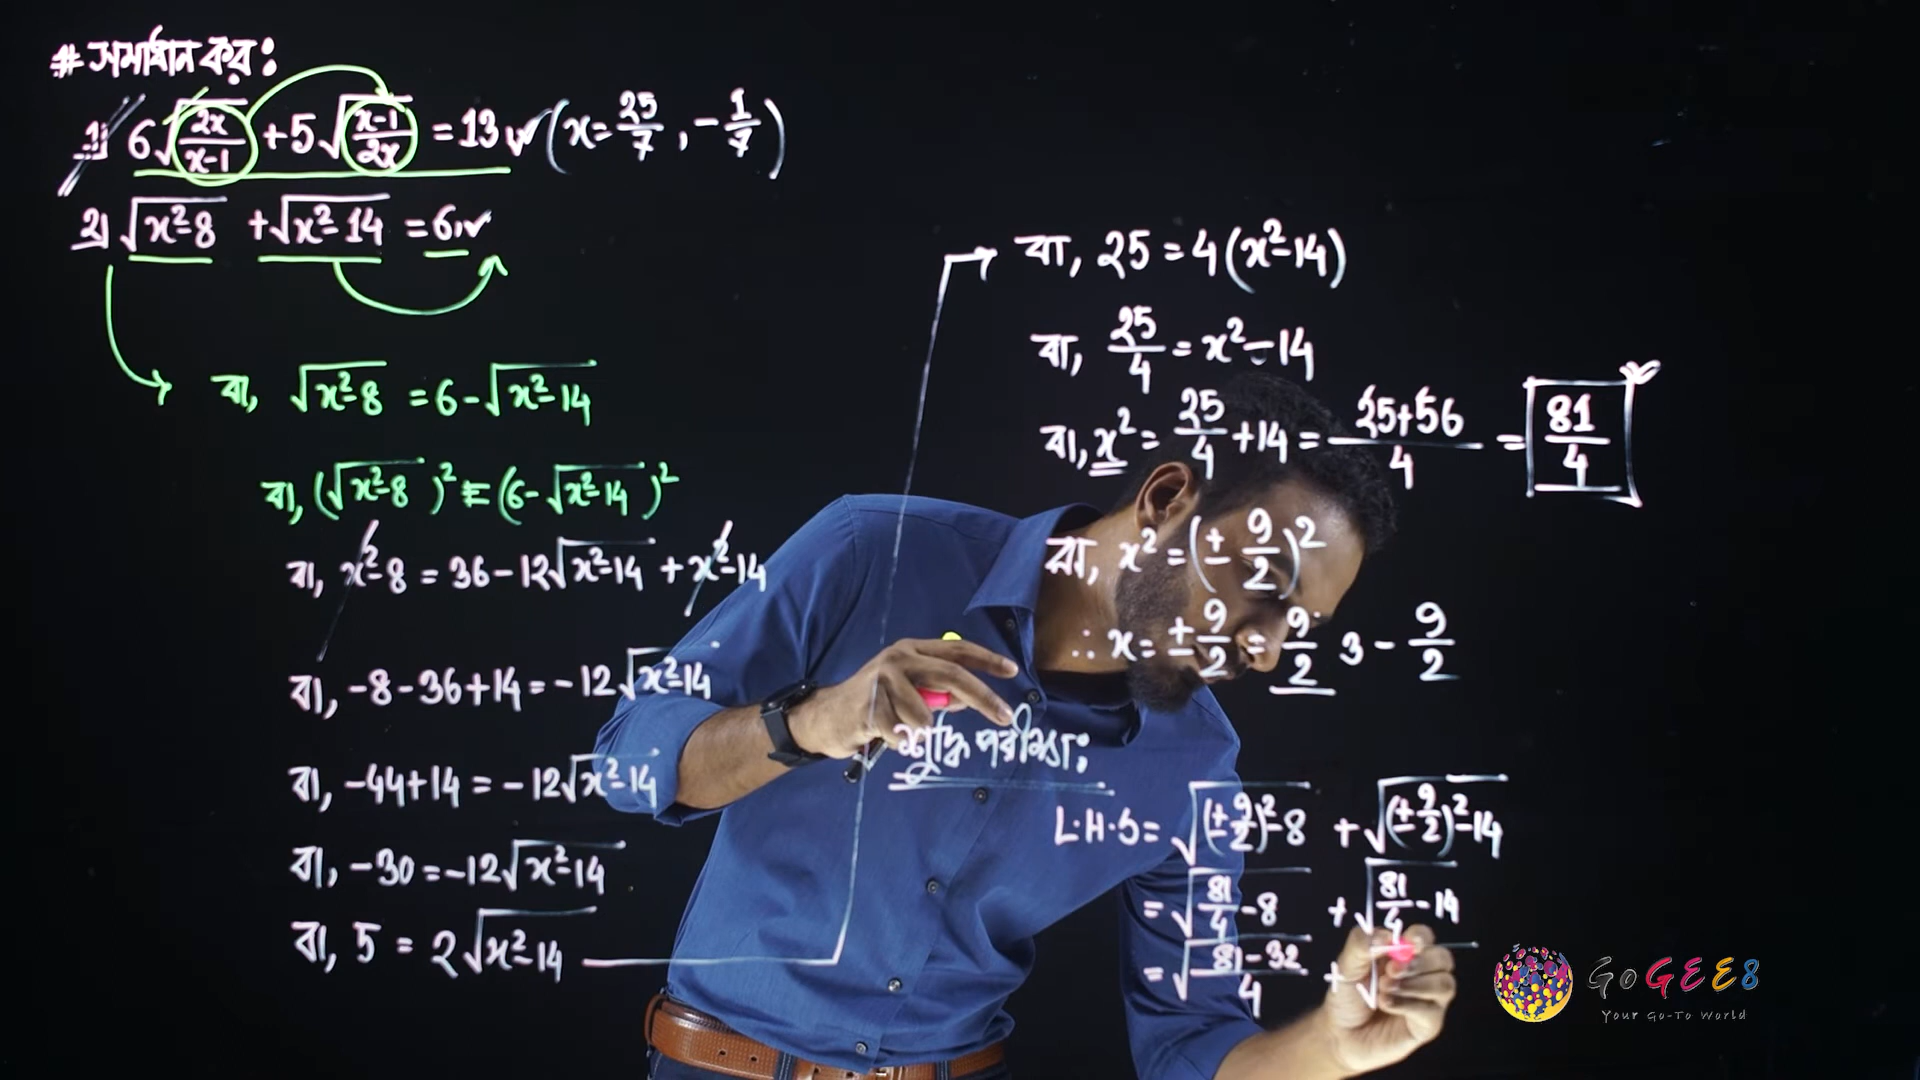 # সমাধান কর:
১। 6√(2x/(x-1)) + 5√((x-1)/2x) = 13 ✓ (x = 25/7, -1/7)
২। √(x²-8) + √(x²-14) = 6 ✓
বা, √(x²-8) = 6 - √(x²-14)
বা, (√(x²-8))² = (6 - √(x²-14))²
বা, x²-8 = 36 - 12√(x²-14) + x²-14
বা, -8-36+14 = -12√(x²-14)
বা, -44+14 = -12√(x²-14)
বা, -30 = -12√(x²-14)
বা, 5 = 2√(x²-14)
বা, 25 = 4(x²-14)
বা, 25/4 = x²-14
বা, x² = 25/4 + 14 = (25+56)/4 = 81/4
বা, x² = (± 9/2)²
∴ x = ± 9/2 = 9/2 ও - 9/2
শুদ্ধি পরীক্ষা:
L.H.S = √((± 9/2)²-8) + √((± 9/2)²-14)
= √(81/4 - 8) + √(81/4 - 14)
= √((81-32)/4) + √
GoGEE8
Your Go-To World